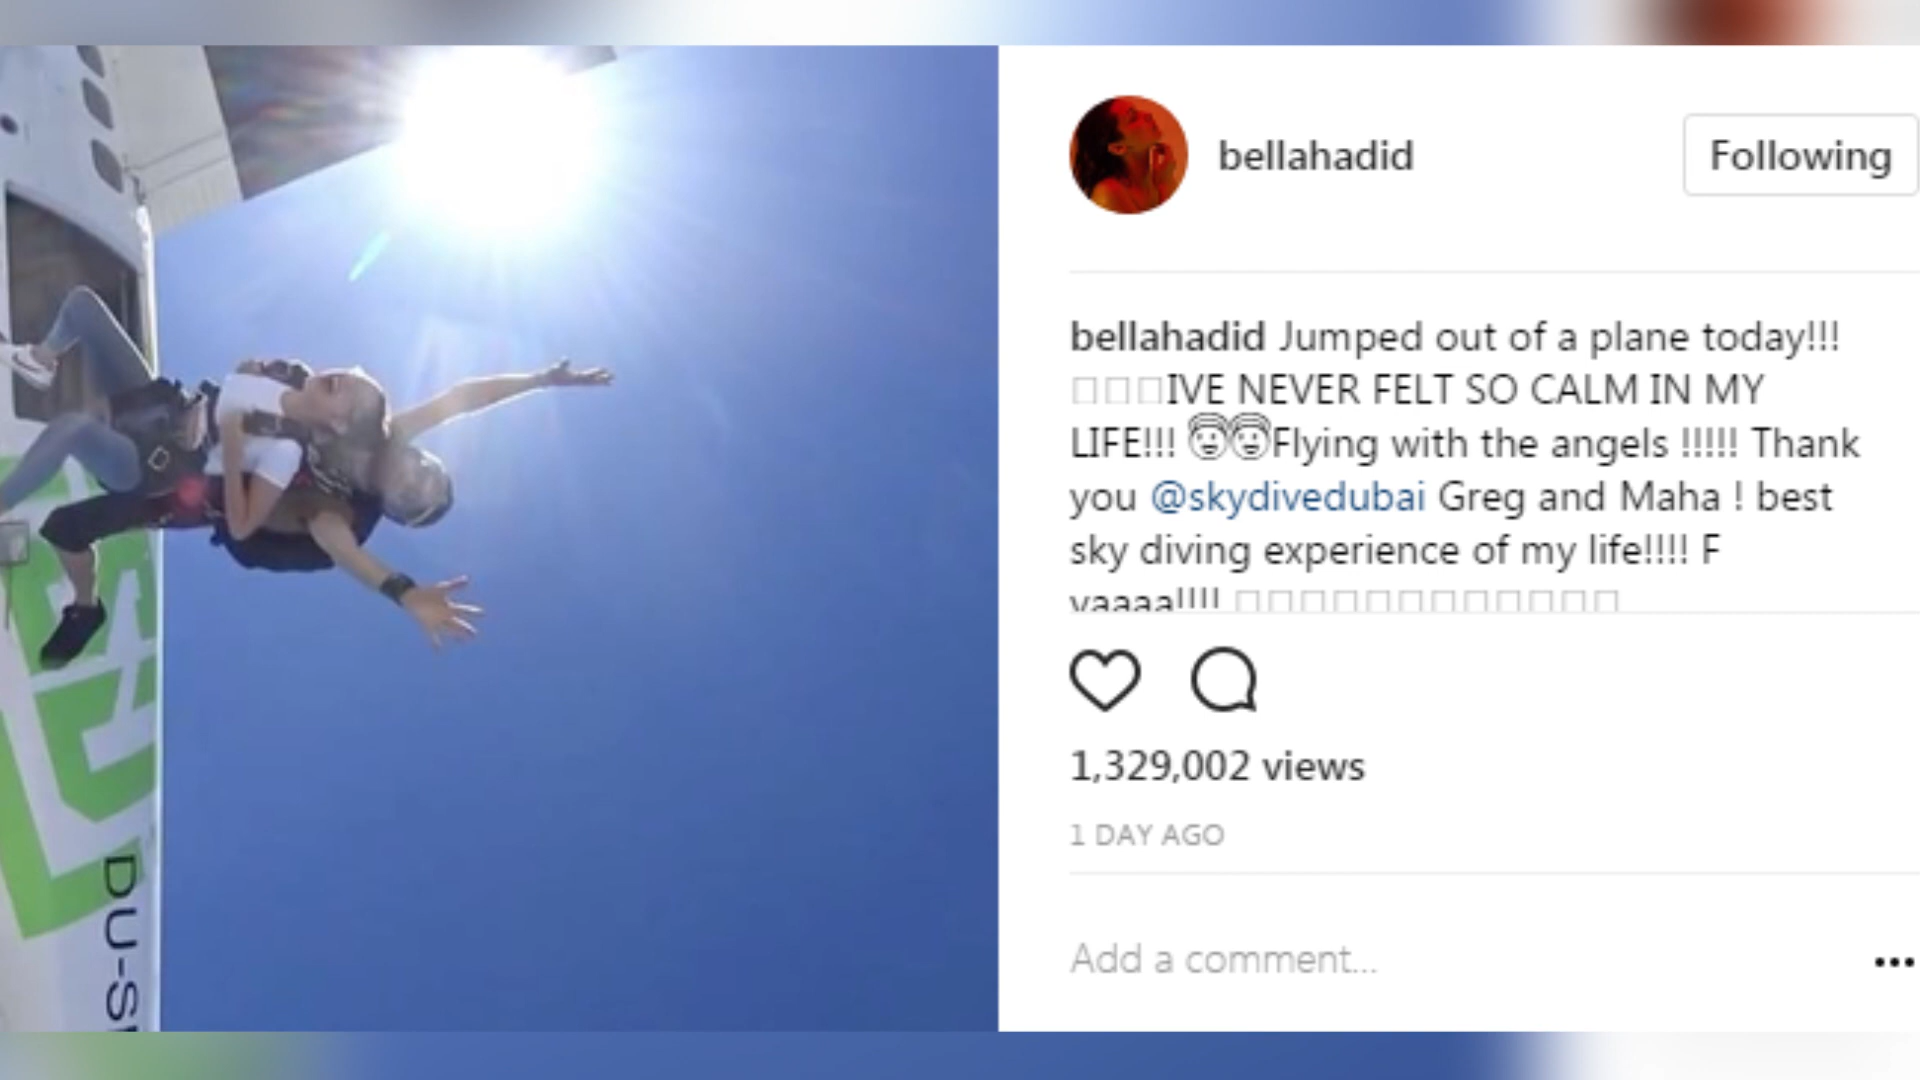 bellahadid
Following
bellahadid Jumped out of a plane today!!!
IVE NEVER FELT SO CALM IN MY
LIFE!!! 😇😇Flying with the angels !!!!! Thank
you @skydivedubai Greg and Maha ! best
sky diving experience of my life!!!! F
yaaaa!!!!
1,329,002 views
1 DAY AGO
Add a comment...
DU-S